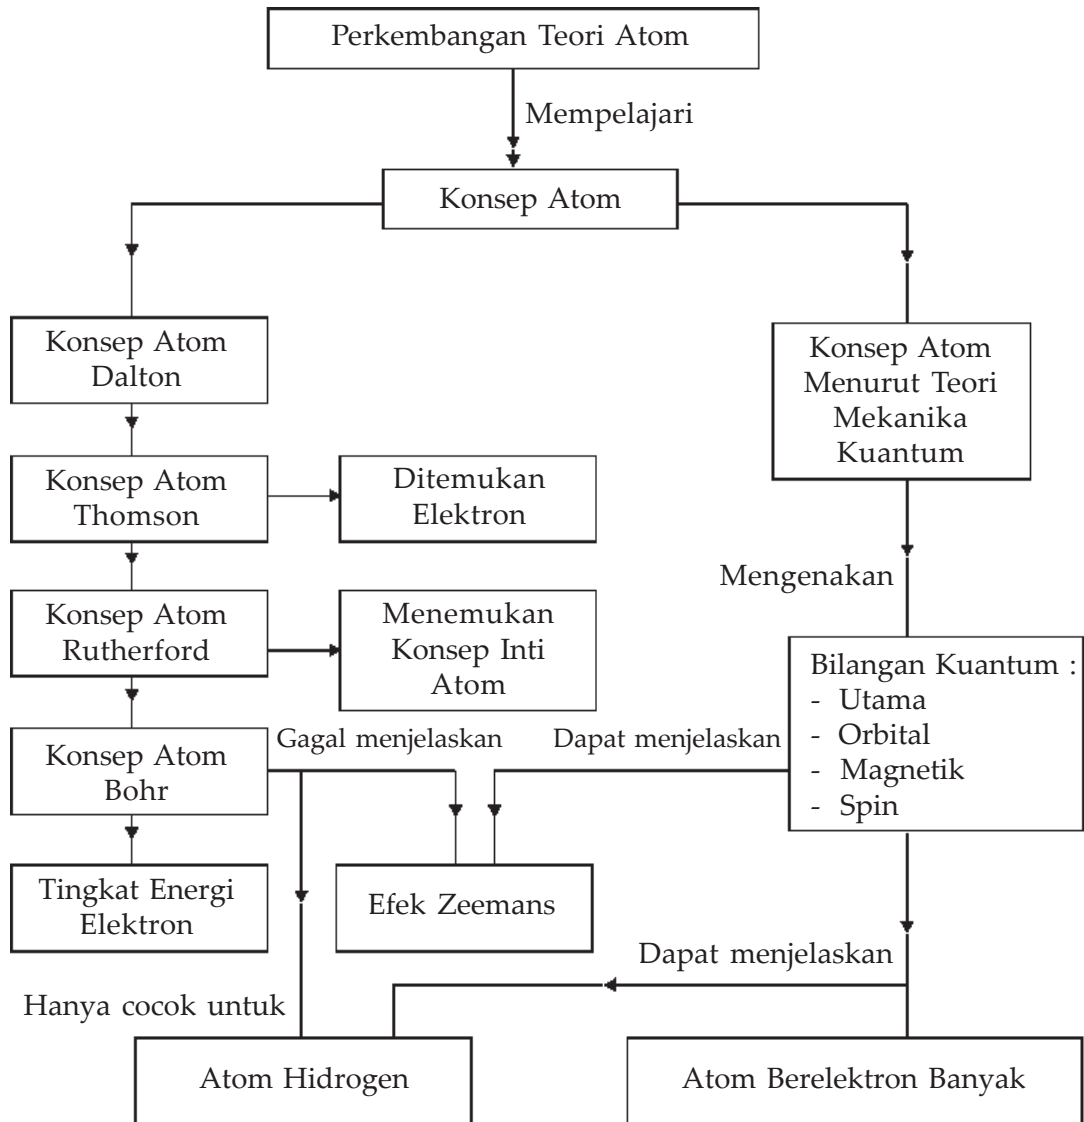 Perkembangan Teori Atom
Mempelajari
Konsep Atom
Konsep Atom
Dalton
Konsep Atom
Menurut Teori
Mekanika
Kuantum
Konsep Atom
Thomson
Ditemukan
Elektron
Mengenakan
Konsep Atom
Rutherford
Menemukan
Konsep Inti
Atom
Bilangan Kuantum :
- Utama
- Orbital
- Magnetik
- Spin
Konsep Atom
Bohr
Gagal menjelaskan
Dapat menjelaskan
Tingkat Energi
Elektron
Efek Zeemans
Dapat menjelaskan
Hanya cocok untuk
Atom Hidrogen
Atom Berelektron Banyak